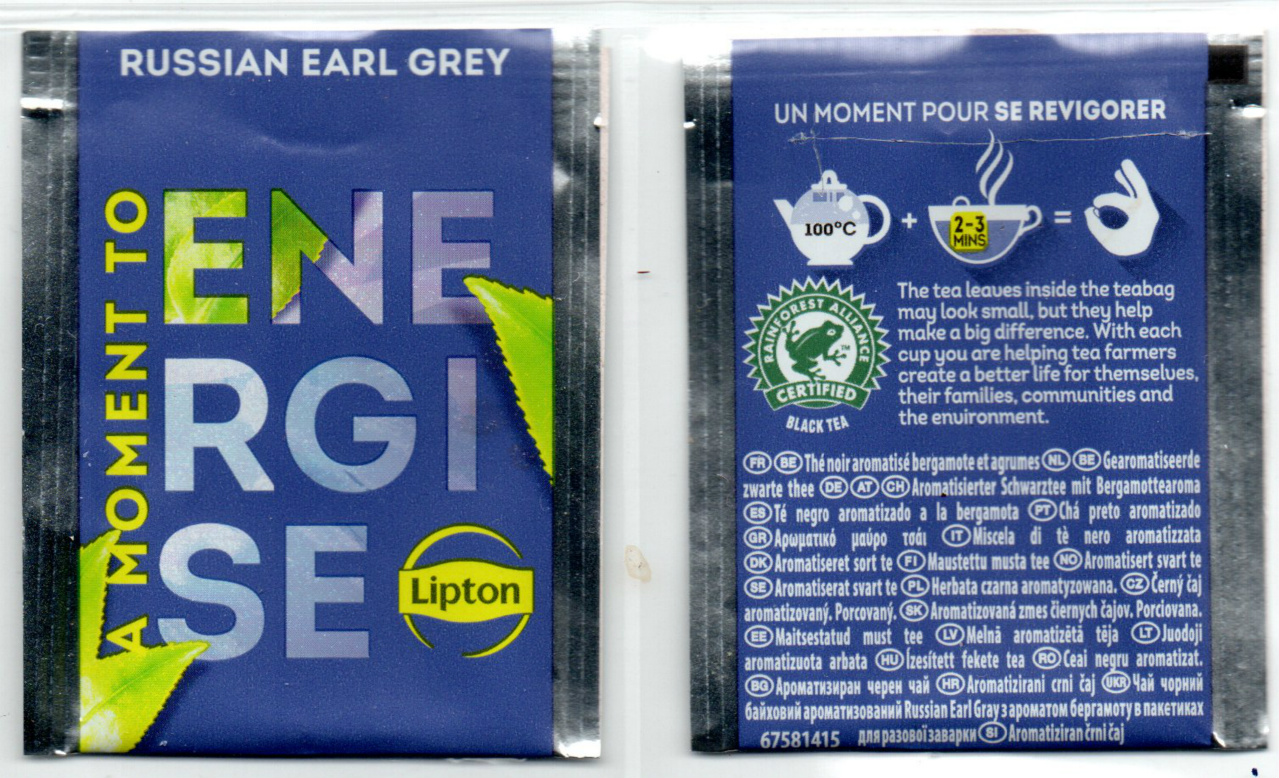 RUSSIAN EARL GREY
A MOMENT TO
ENE
RGI
SE
Lipton
UN MOMENT POUR SE REVIGORER
100°C
+
2-3
MINS
=
RAINFOREST ALLIANCE
TM
CERTIFIED
BLACK TEA
The tea leaves inside the teabag
may look small, but they help
make a big difference. With each
cup you are helping tea farmers
create a better life for themselves,
their families, communities and
the environment.
FR BE Thé noir aromatisé bergamote et agrumes NL BE Gearomatiseerde
zwarte thee DE AT CH Aromatisierter Schwarztee mit Bergamottearoma
ES Té negro aromatizado a la bergamota PT Chá preto aromatizado
GR Αρωματικό μαύρο τσάι IT Miscela di tè nero aromatizzata
DK Aromatiseret sort te FI Maustettu musta tee NO Aromatisert svart te
SE Aromatiserat svart te PL Herbata czarna aromatyzowana. CZ Černý čaj
aromatizovaný. Porcovaný. SK Aromatizovaná zmes čiernych čajov. Porciovana.
EE Maitsestatud must tee LV Melnā aromatizētā tēja LT Juodoji
aromatizuota arbata HU Ízesített fekete tea RO Ceai negru aromatizat.
BG Ароматизиран черен чай HR Aromatizirani crni čaj UKR Чай чорний
байховий ароматизований Russian Earl Gray з ароматом бергамоту в пакетиках
67581415 для разової заварки SI Aromatiziran črni čaj